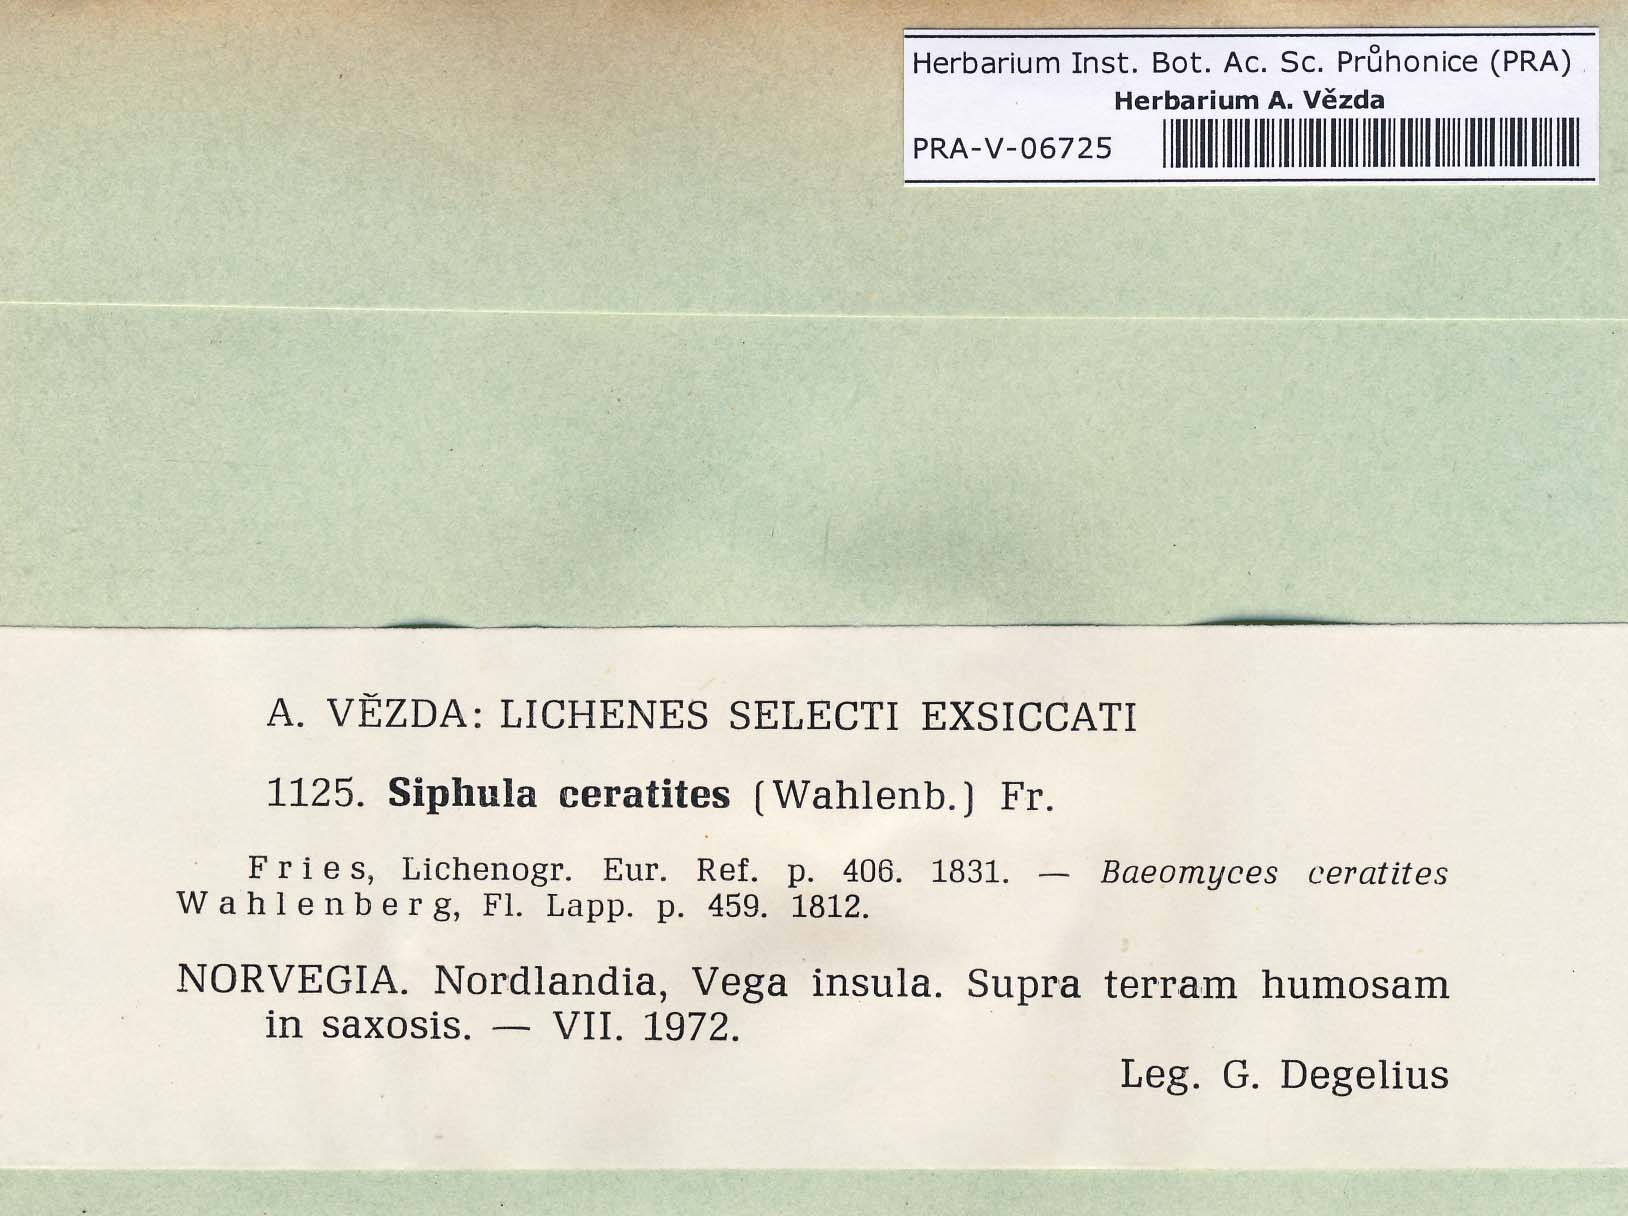 Herbarium Inst. Bot. Ac. Sc. Průhonice (PRA)
Herbarium A. Vězda
PRA-V-06725
A. VĚZDA: LICHENES SELECTI EXSICCATI
1125. Siphula ceratites (Wahlenb.) Fr.
Fries, Lichenogr. Eur. Ref. p. 406. 1831. — Baeomyces ceratites
Wahlenberg, Fl. Lapp. p. 459. 1812.
NORVEGIA. Nordlandia, Vega insula. Supra terram humosam
in saxosis. — VII. 1972.
Leg. G. Degelius